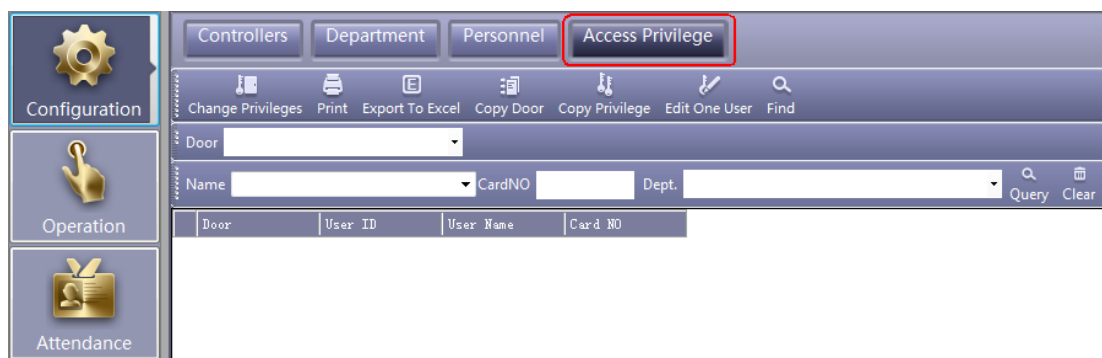 Controllers Department Personnel Access Privilege
Configuration
Change Privileges Print Export To Excel Copy Door Copy Privilege Edit One User Find
Door
Name CardNO Dept. Query Clear
Door User ID User Name Card NO
Operation
Attendance